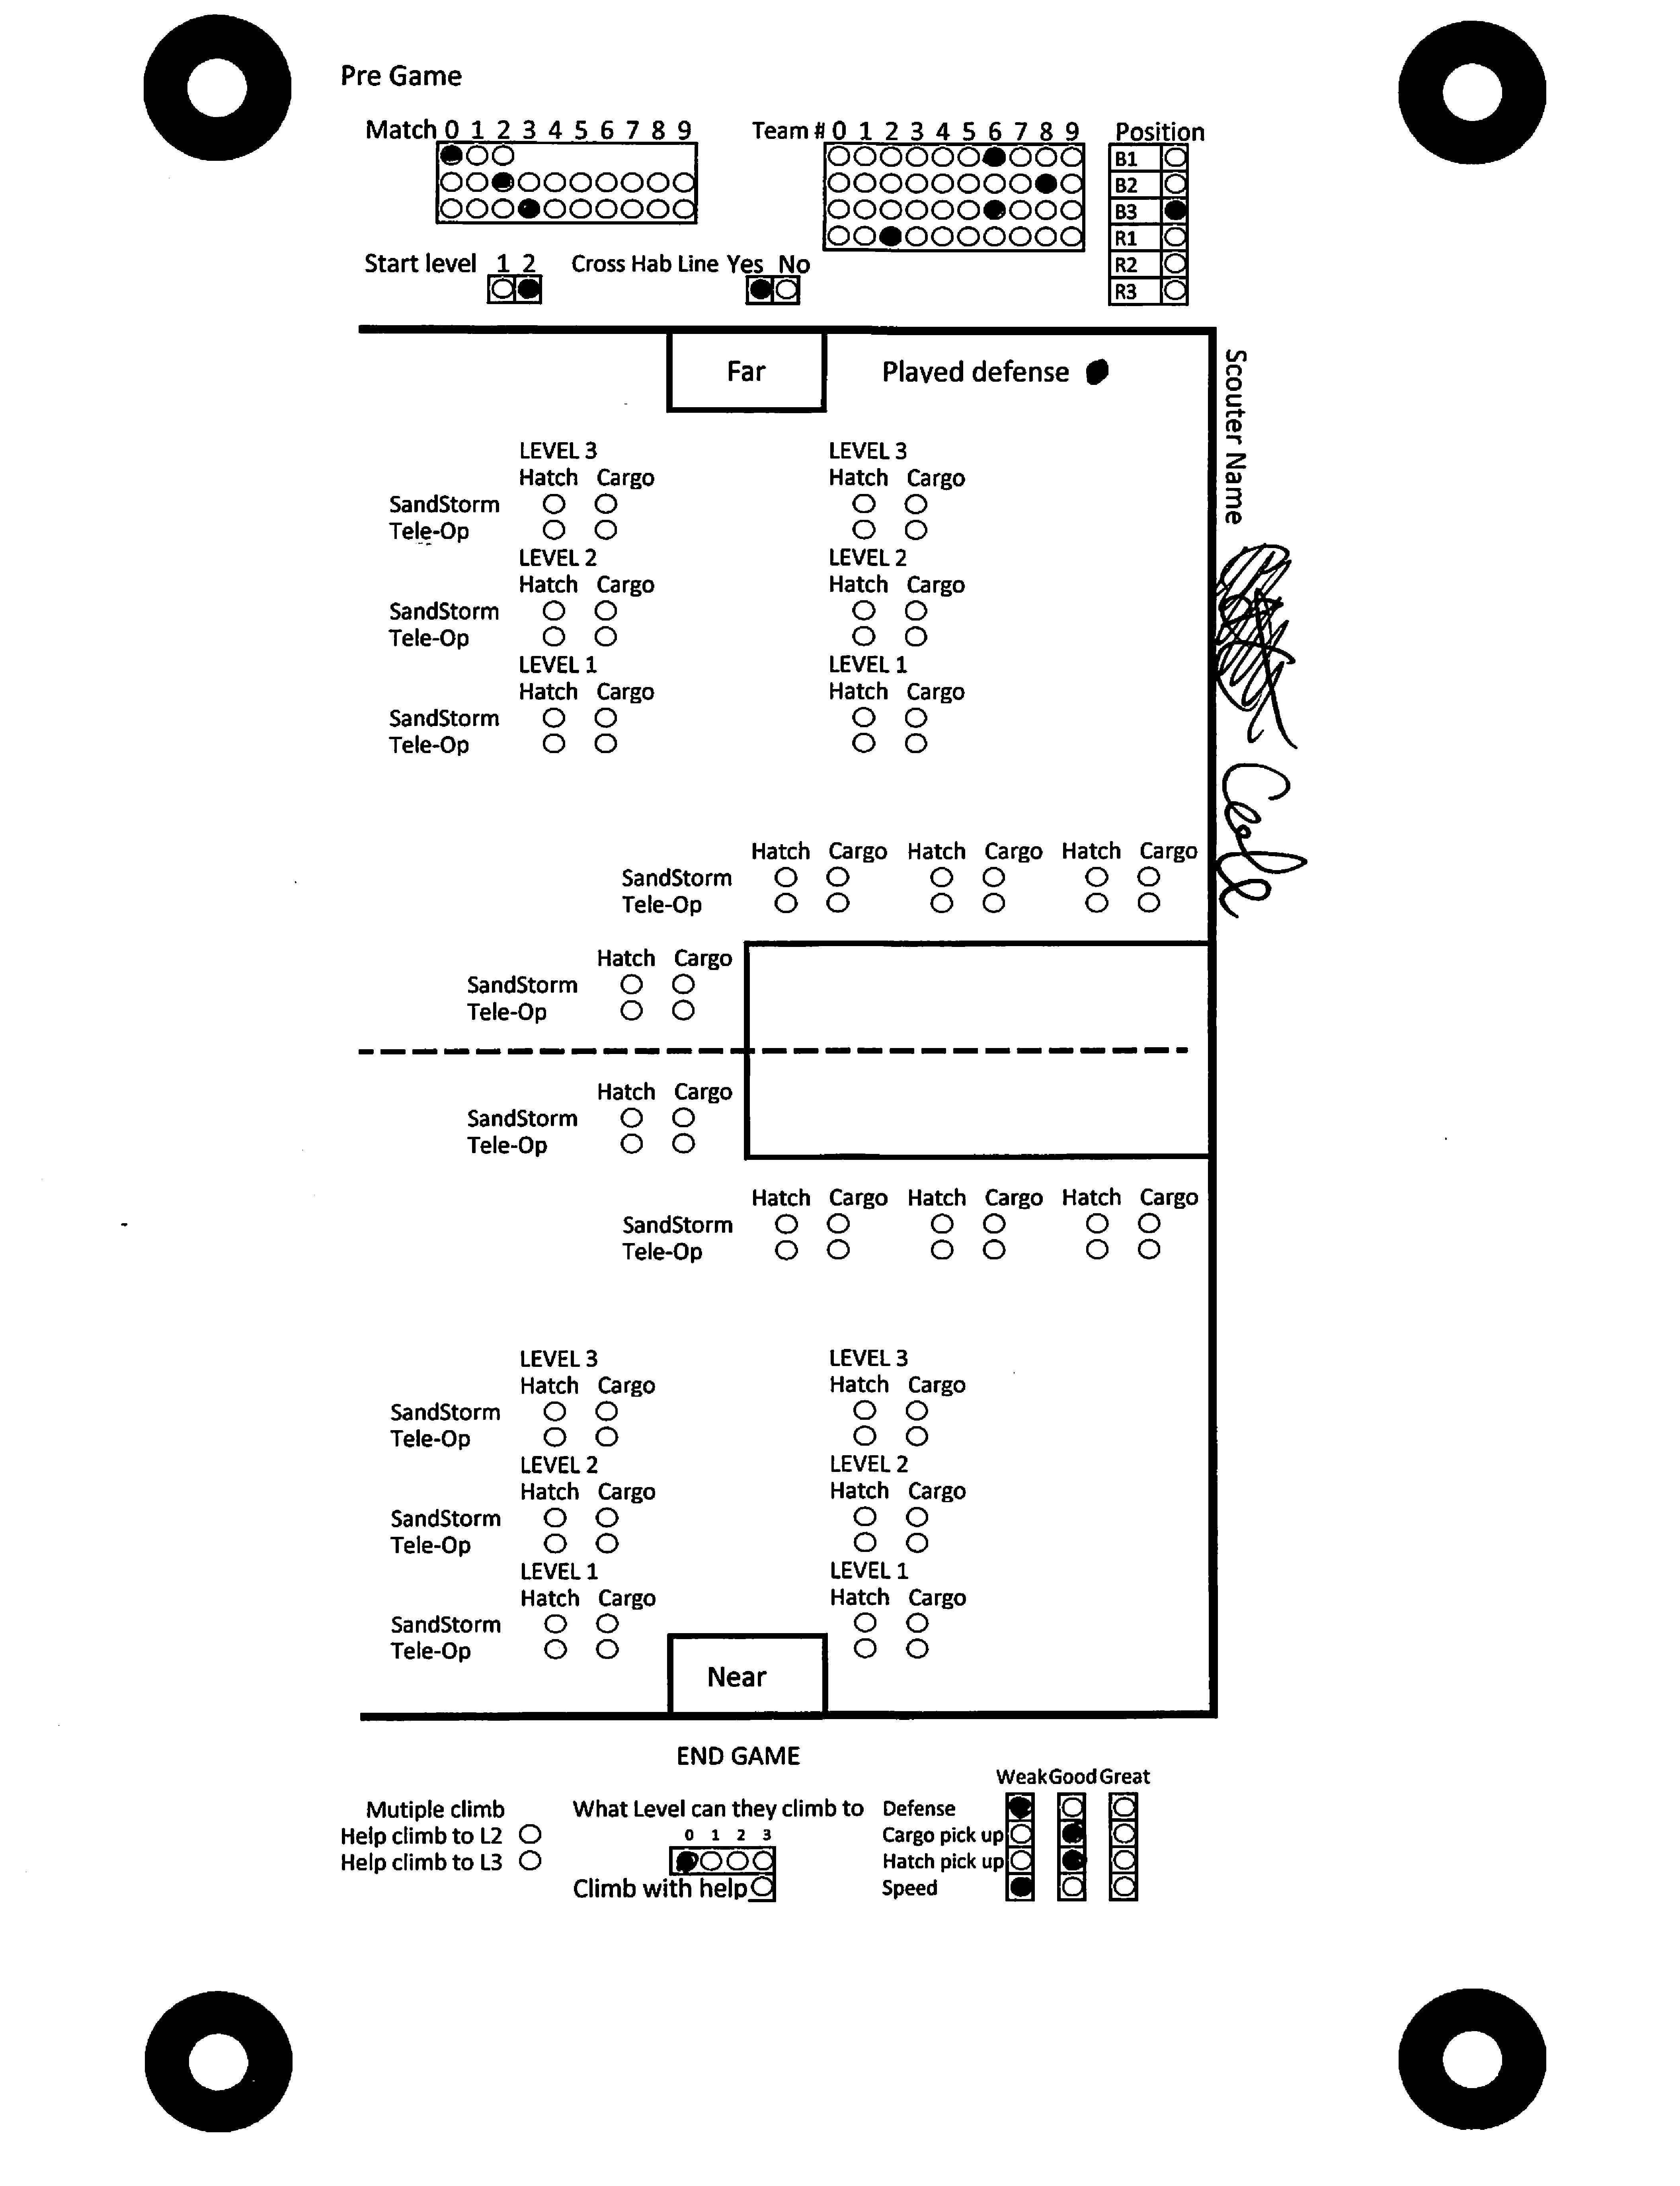 Pre Game
Match 0 1 2 3 4 5 6 7 8 9
Team # 0 1 2 3 4 5 6 7 8 9
Position
B1
B2
B3
R1
R2
R3
Start level 1 2
Cross Hab Line Yes No
Far
Played defense
Scouter Name
LEVEL 3 LEVEL 3
Hatch Cargo Hatch Cargo
SandStorm
Tele-Op
LEVEL 2 LEVEL 2
Hatch Cargo Hatch Cargo
SandStorm
Tele-Op
LEVEL 1 LEVEL 1
Hatch Cargo Hatch Cargo
SandStorm
Tele-Op
Hatch Cargo Hatch Cargo Hatch Cargo
SandStorm
Tele-Op
Hatch Cargo
SandStorm
Tele-Op
Hatch Cargo
SandStorm
Tele-Op
Hatch Cargo Hatch Cargo Hatch Cargo
SandStorm
Tele-Op
LEVEL 3 LEVEL 3
Hatch Cargo Hatch Cargo
SandStorm
Tele-Op
LEVEL 2 LEVEL 2
Hatch Cargo Hatch Cargo
SandStorm
Tele-Op
LEVEL 1 LEVEL 1
Hatch Cargo Hatch Cargo
SandStorm
Tele-Op
Near
END GAME
Mutiple climb
Help climb to L2
Help climb to L3
What Level can they climb to
0 1 2 3
Climb with help
Weak Good Great
Defense
Cargo pick up
Hatch pick up
Speed